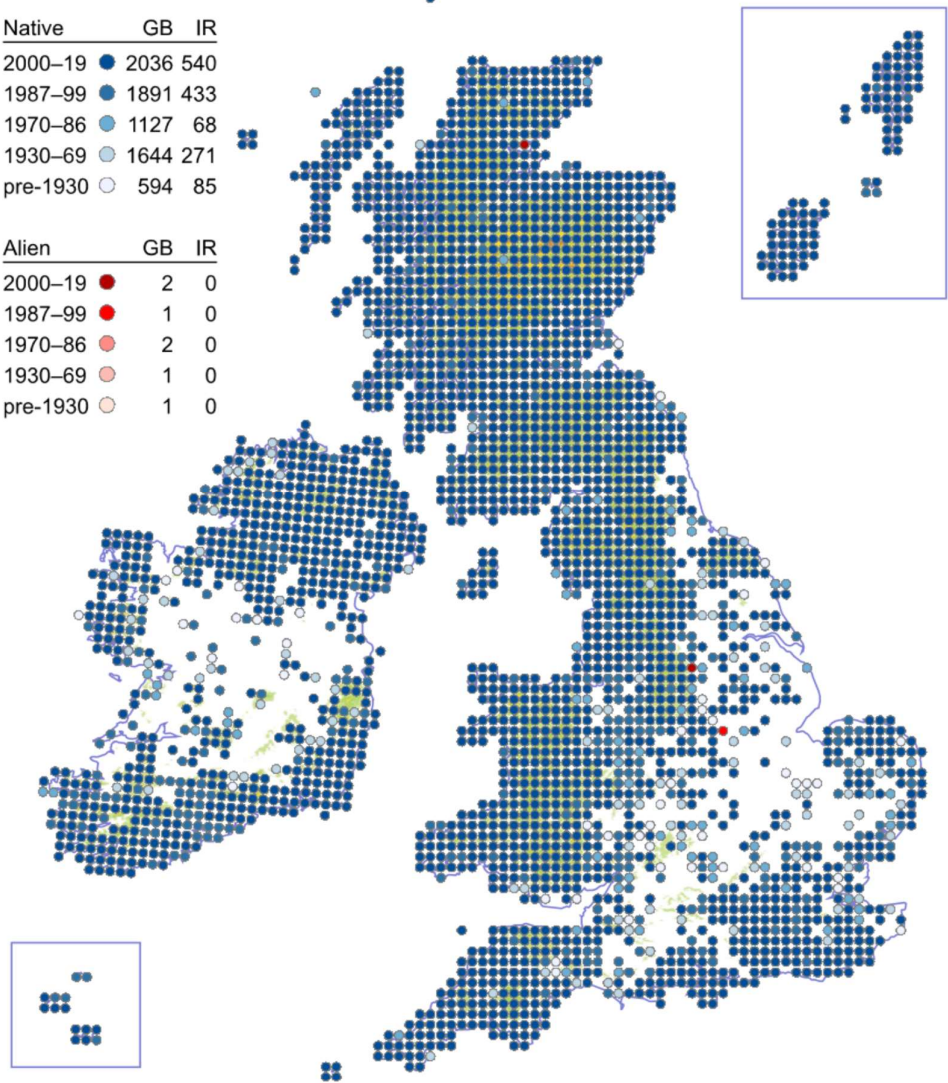 Native GB IR
2000–19 2036 540
1987–99 1891 433
1970–86 1127 68
1930–69 1644 271
pre-1930 594 85
Alien GB IR
2000–19 2 0
1987–99 1 0
1970–86 2 0
1930–69 1 0
pre-1930 1 0